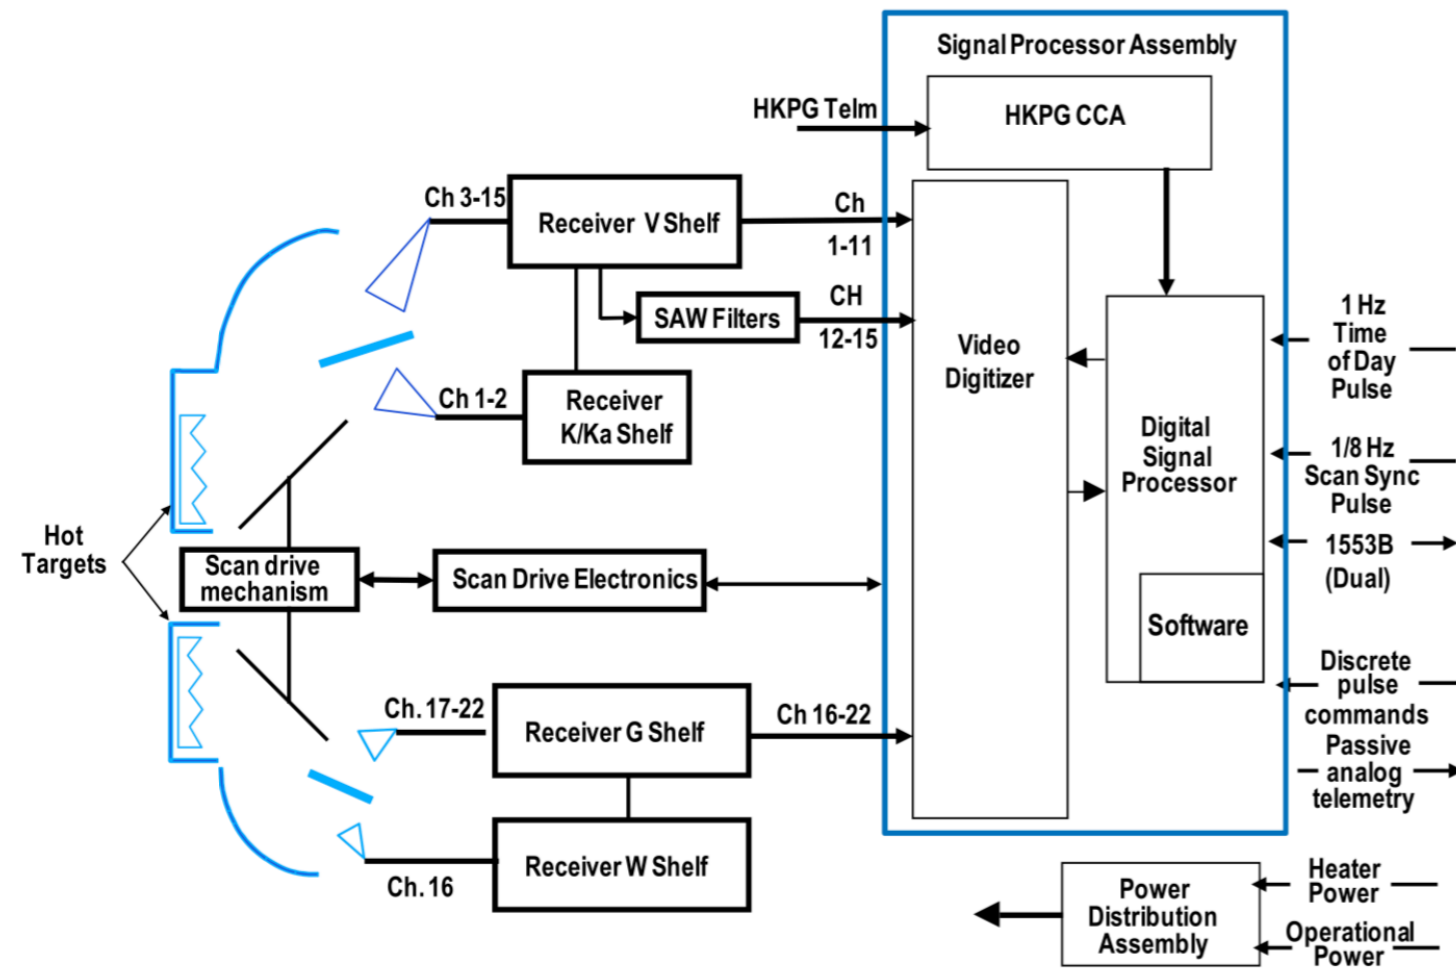 Signal Processor Assembly
HKPG Telm
HKPG CCA
Ch 3-15
Receiver V Shelf
Ch
1-11
SAW Filters
CH
12-15
Ch 1-2
Receiver
K/Ka Shelf
Video
Digitizer
Digital
Signal
Processor
Software
1 Hz
Time
of Day
Pulse
1/8 Hz
Scan Sync
Pulse
1553B
(Dual)
Discrete
pulse
commands
Passive
analog
telemetry
Hot
Targets
Scan drive
mechanism
Scan Drive Electronics
Ch. 17-22
Receiver G Shelf
Ch 16-22
Ch. 16
Receiver W Shelf
Power
Distribution
Assembly
Heater
Power
Operational
Power